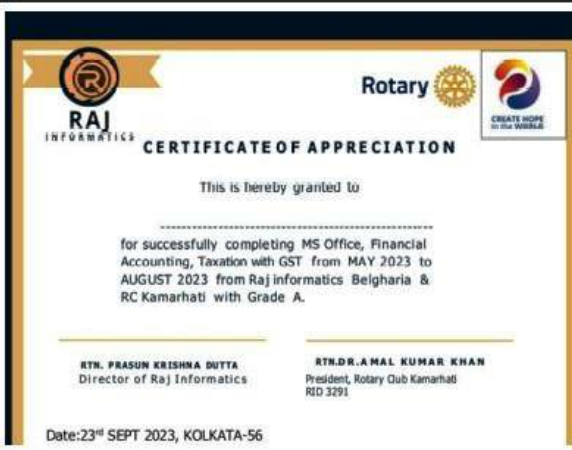 RAJ
INFORMATICS
Rotary
CREATE HOPE
in the WORLD
CERTIFICATE OF APPRECIATION
This is hereby granted to
for successfully completing MS Office, Financial
Accounting, Taxation with GST from MAY 2023 to
AUGUST 2023 from Raj informatics Belgharia &
RC Kamarhati with Grade A.
RTN. PRASUN KRISHNA DUTTA
Director of Raj Informatics
RTN.DR.AMAL KUMAR KHAN
President, Rotary Club Kamarhati
RID 3291
Date:23rd SEPT 2023, KOLKATA-56